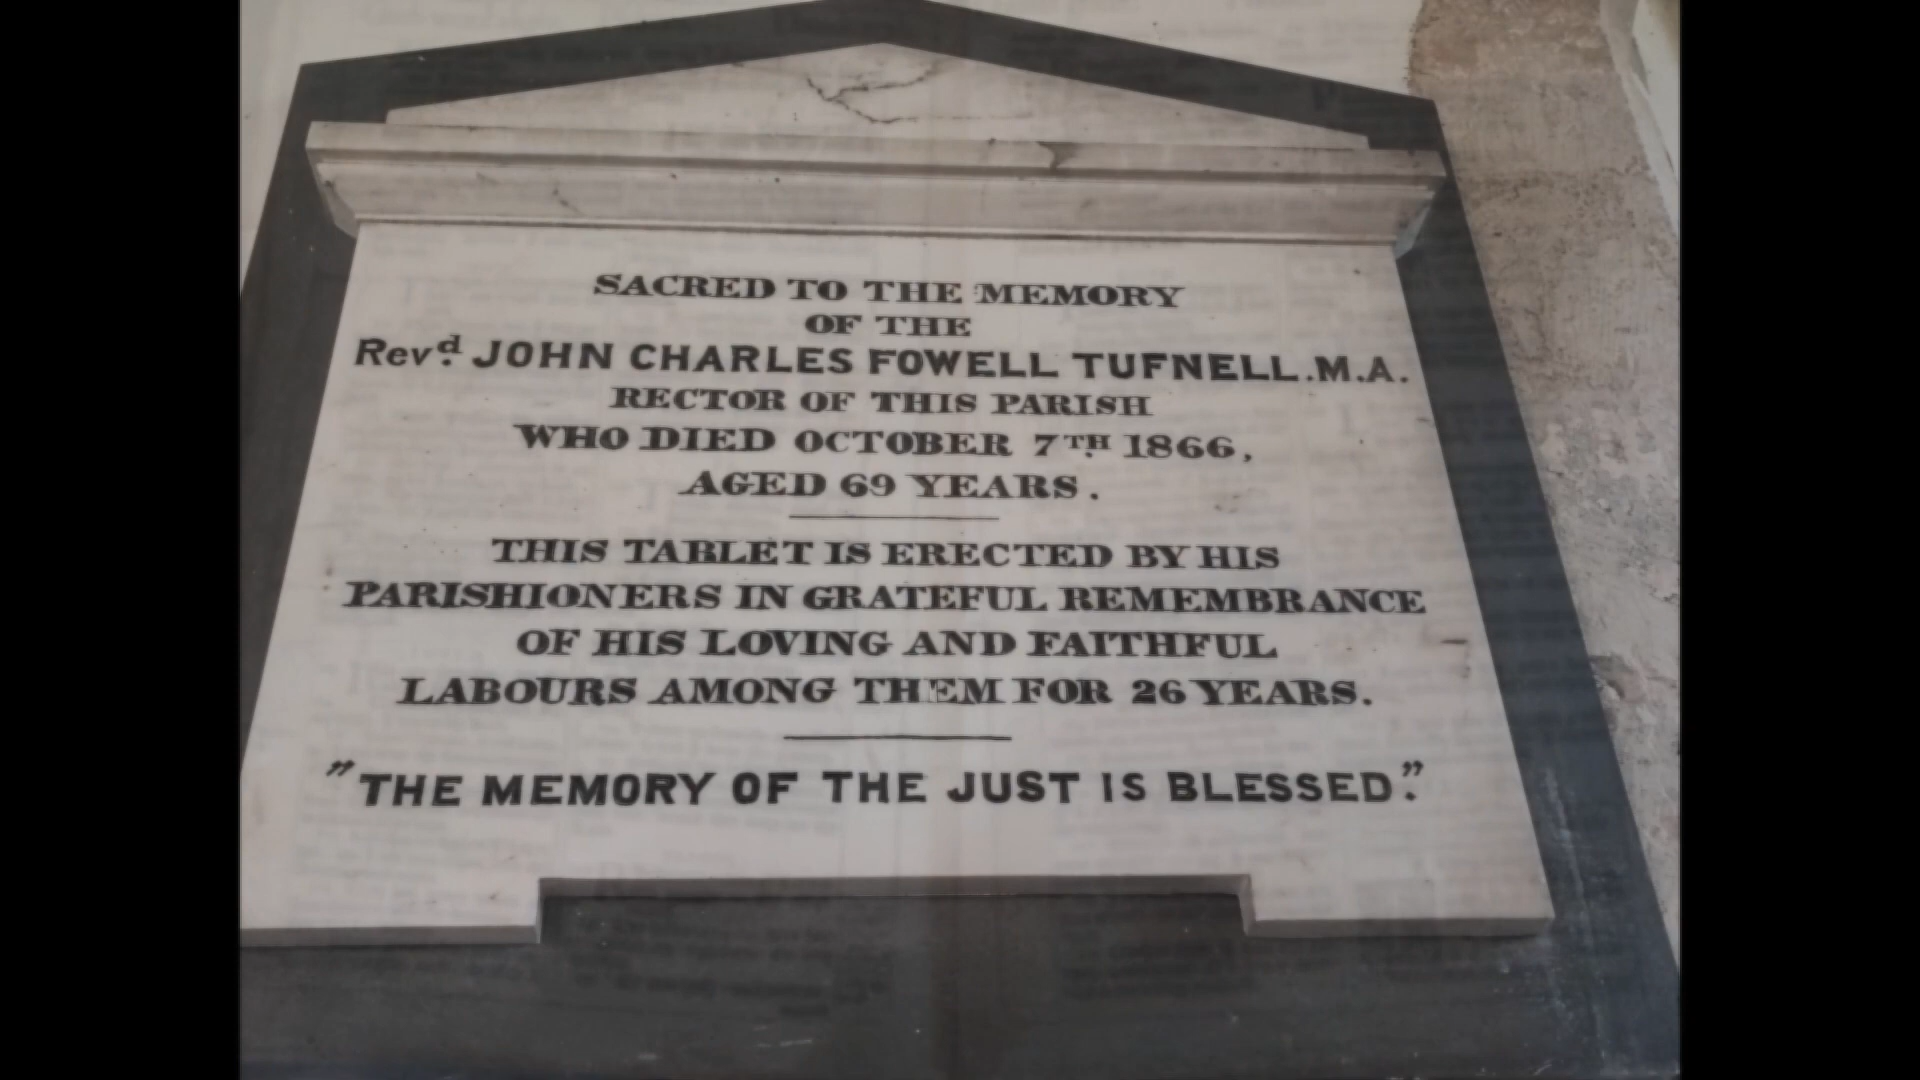 SACRED TO THE MEMORY
OF THE
Revd. JOHN CHARLES FOWELL TUFNELL. M.A.
RECTOR OF THIS PARISH
WHO DIED OCTOBER 7TH. 1866,
AGED 69 YEARS.
THIS TABLET IS ERECTED BY HIS
PARISHIONERS IN GRATEFUL REMEMBRANCE
OF HIS LOVING AND FAITHFUL
LABOURS AMONG THEM FOR 26 YEARS.
"THE MEMORY OF THE JUST IS BLESSED."